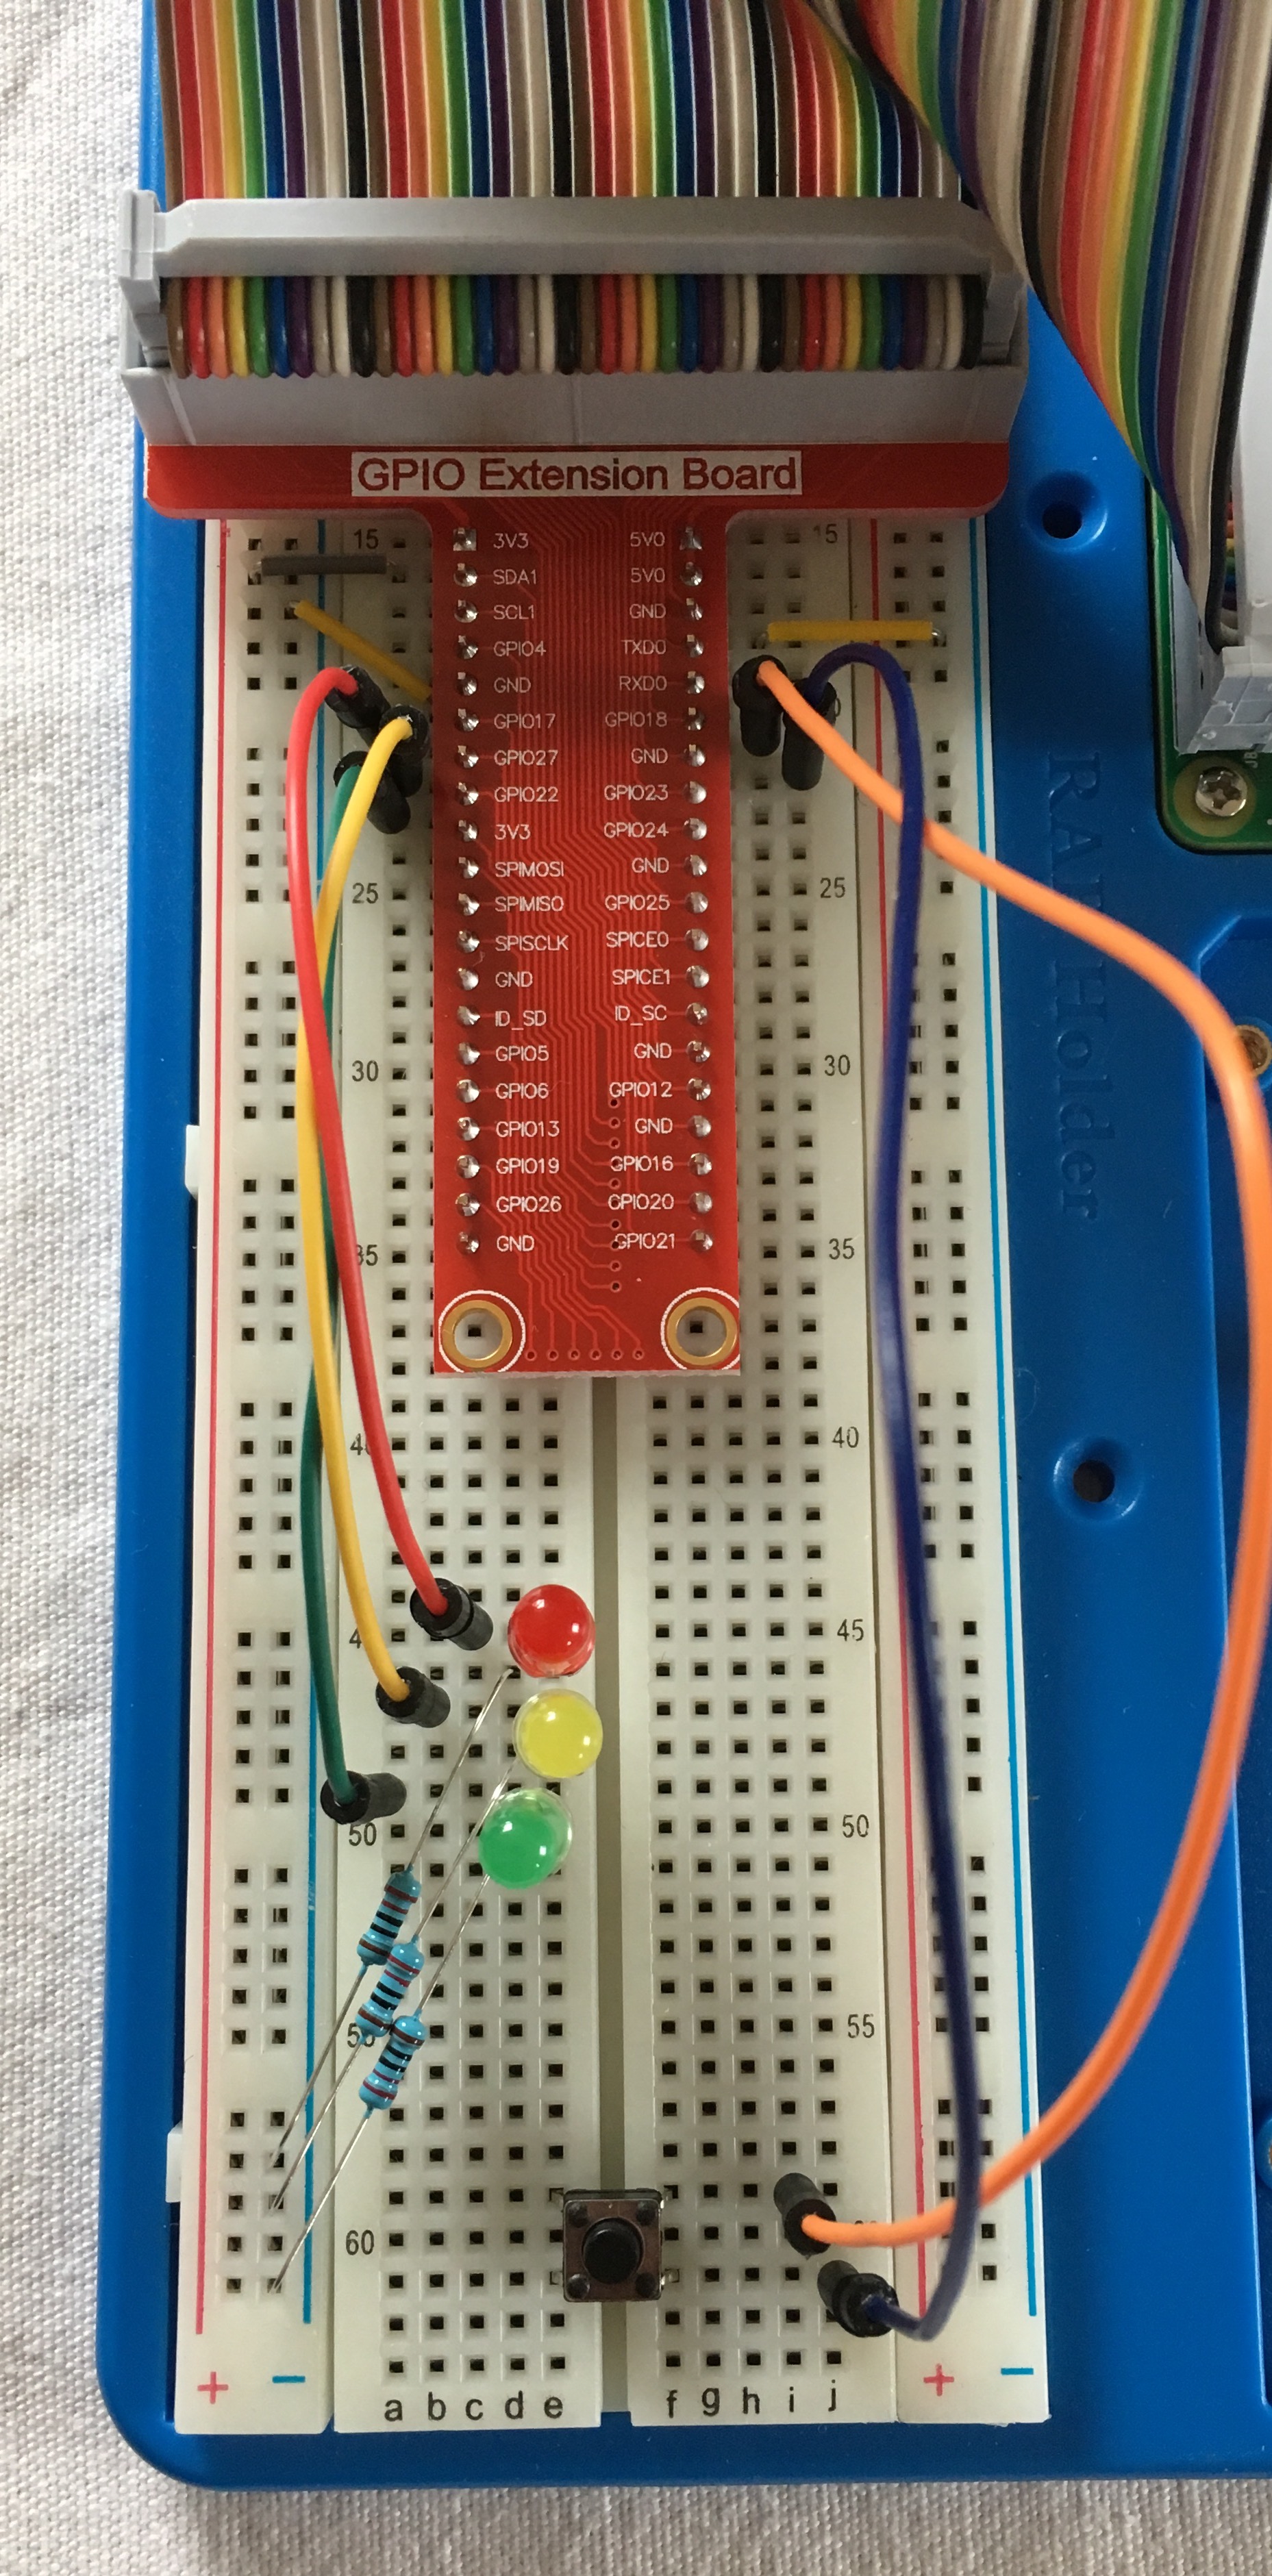 GPIO Extension Board
15 3V3 5V0 15
SDA1 5V0
SCL1 GND
GPIO4 TXD0
GND RXD0
GPIO17 GPIO18
GPIO27 GND
GPIO22 GPIO23
3V3 GPIO24
SPIMOSI GND
25 SPIMISO GPIO25 25
SPISCLK SPICE0
GND SPICE1
ID_SD ID_SC
GPIO5 GND
30 GPIO6 GPIO12 30
GPIO13 GND
GPIO19 GPIO16
GPIO26 GPIO20
35 GND GPIO21 35
40 40
45
50 50
55 55
60
+ − + −
a b c d e f g h i j